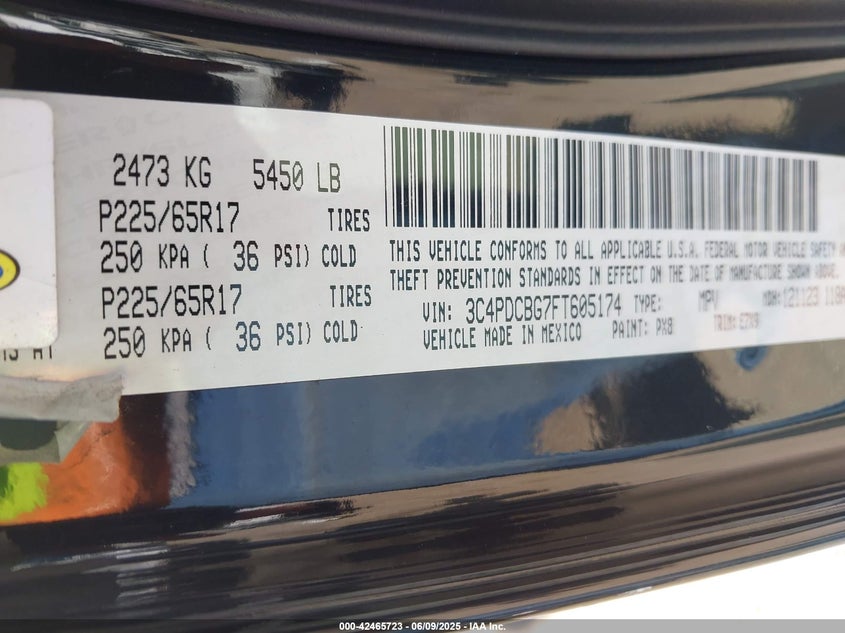 2473 KG 5450 LB
P225/65R17 TIRES
250 KPA ( 36 PSI) COLD
P225/65R17 TIRES
250 KPA ( 36 PSI) COLD
THIS VEHICLE CONFORMS TO ALL APPLICABLE U.S.A. FEDERAL MOTOR VEHICLE SAFETY
THEFT PREVENTION STANDARDS IN EFFECT ON THE DATE OF MANUFACTURE SHOWN ABOVE.
VIN: 3C4PDCBG7FT605174 TYPE: MPV MDH:121123
VEHICLE MADE IN MEXICO PAINT: PX8 TRIM:
000-42465723 | 06/09/2025 - IAA Inc.